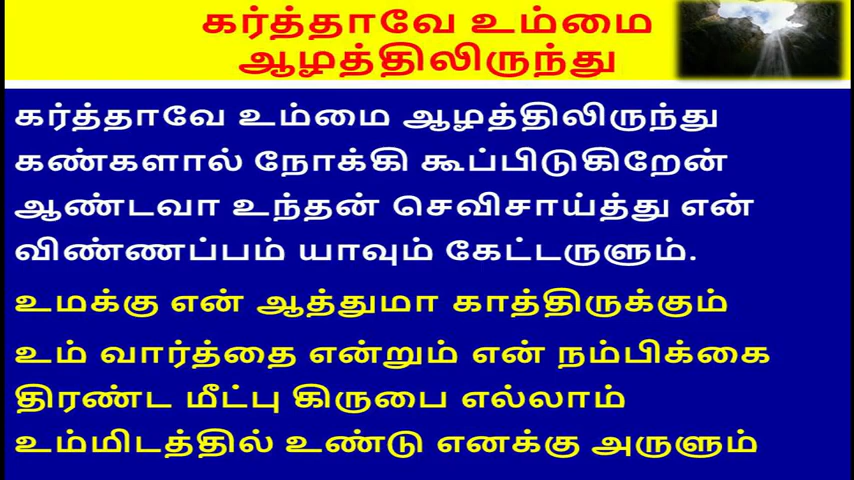 கர்த்தாவே உம்மை
ஆழத்திலிருந்து
கர்த்தாவே உம்மை ஆழத்திலிருந்து
கண்களால் நோக்கி கூப்பிடுகிறேன்
ஆண்டவா உந்தன் செவிசாய்த்து என்
விண்ணப்பம் யாவும் கேட்டருளும்.
உமக்கு என் ஆத்துமா காத்திருக்கும்
உம் வார்த்தை என்றும் என் நம்பிக்கை
திரண்ட மீட்பு கிருபை எல்லாம்
உம்மிடத்தில் உண்டு எனக்கு அருளும்